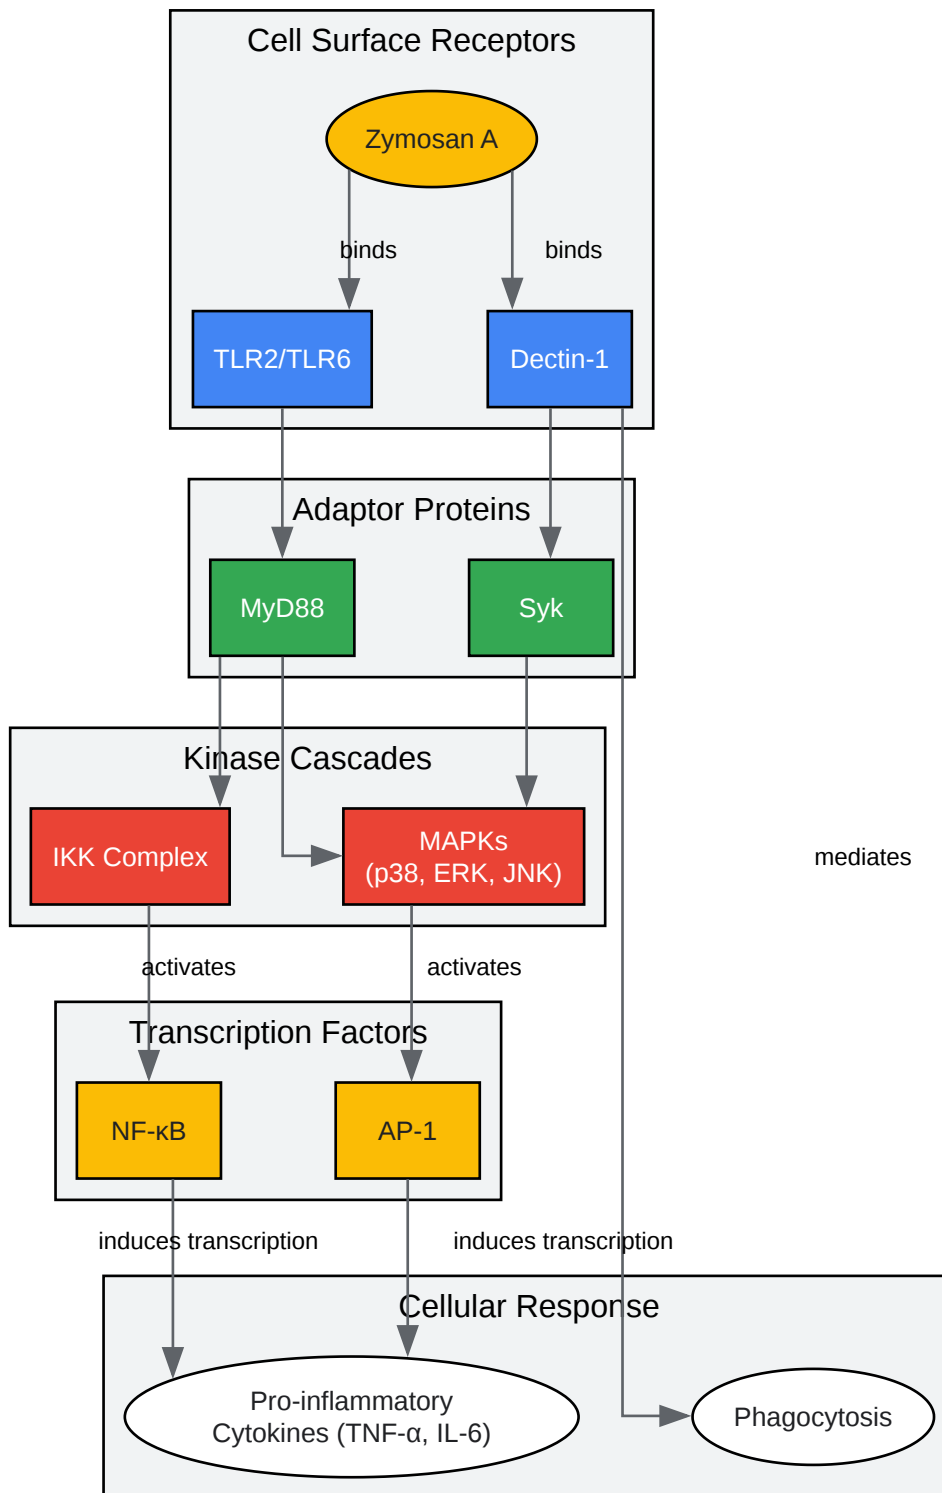 Cell Surface Receptors
Zymosan A
binds
binds
TLR2/TLR6
Dectin-1
Adaptor Proteins
MyD88
Syk
Kinase Cascades
IKK Complex
MAPKs
(p38, ERK, JNK)
mediates
activates
activates
Transcription Factors
NF-κB
AP-1
induces transcription
induces transcription
Cellular Response
Pro-inflammatory
Cytokines (TNF-α, IL-6)
Phagocytosis